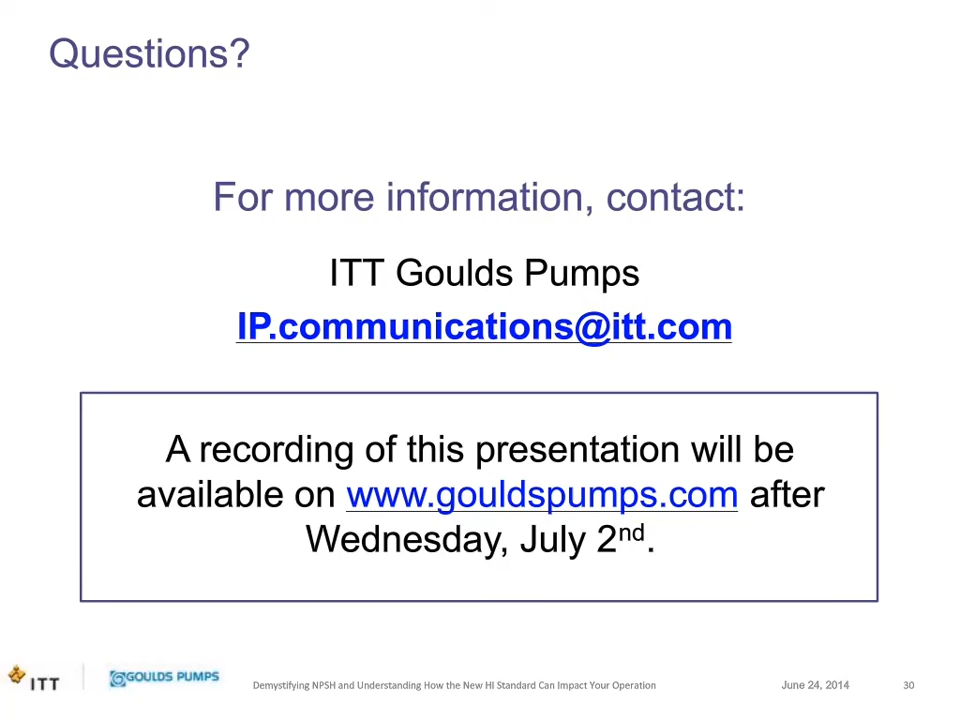 Questions?
For more information, contact:
ITT Goulds Pumps
IP.communications@itt.com
A recording of this presentation will be
available on www.gouldspumps.com after
Wednesday, July 2nd.
ITT
GOULDS PUMPS
Demystifying NPSH and Understanding How the New HI Standard Can Impact Your Operation
June 24, 2014
30